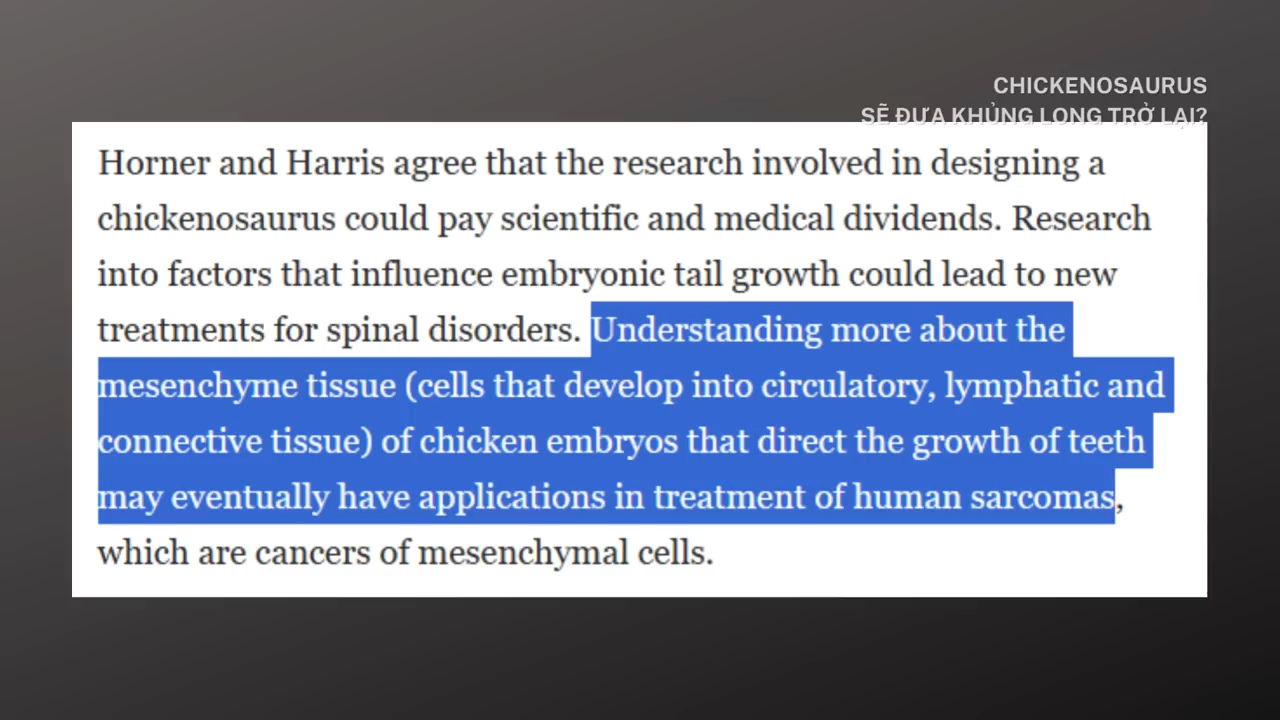 CHICKENOSAURUS
SẼ ĐƯA KHỦNG LONG TRỞ LẠI?
Horner and Harris agree that the research involved in designing a
chickenosaurus could pay scientific and medical dividends. Research
into factors that influence embryonic tail growth could lead to new
treatments for spinal disorders. Understanding more about the
mesenchyme tissue (cells that develop into circulatory, lymphatic and
connective tissue) of chicken embryos that direct the growth of teeth
may eventually have applications in treatment of human sarcomas,
which are cancers of mesenchymal cells.